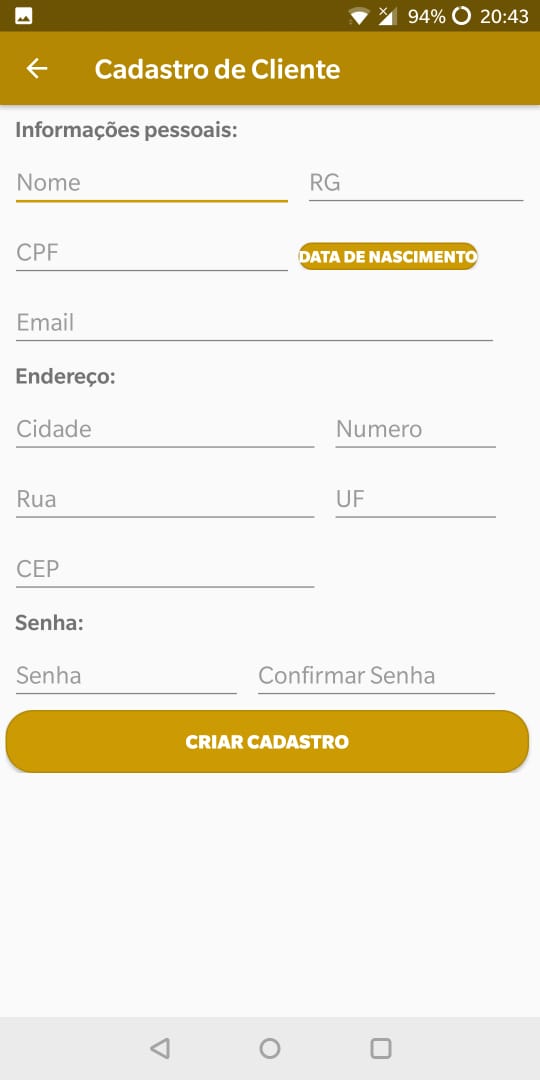 94% 20:43
Cadastro de Cliente
Informações pessoais:
Nome RG
CPF DATA DE NASCIMENTO
Email
Endereço:
Cidade Numero
Rua UF
CEP
Senha:
Senha Confirmar Senha
CRIAR CADASTRO